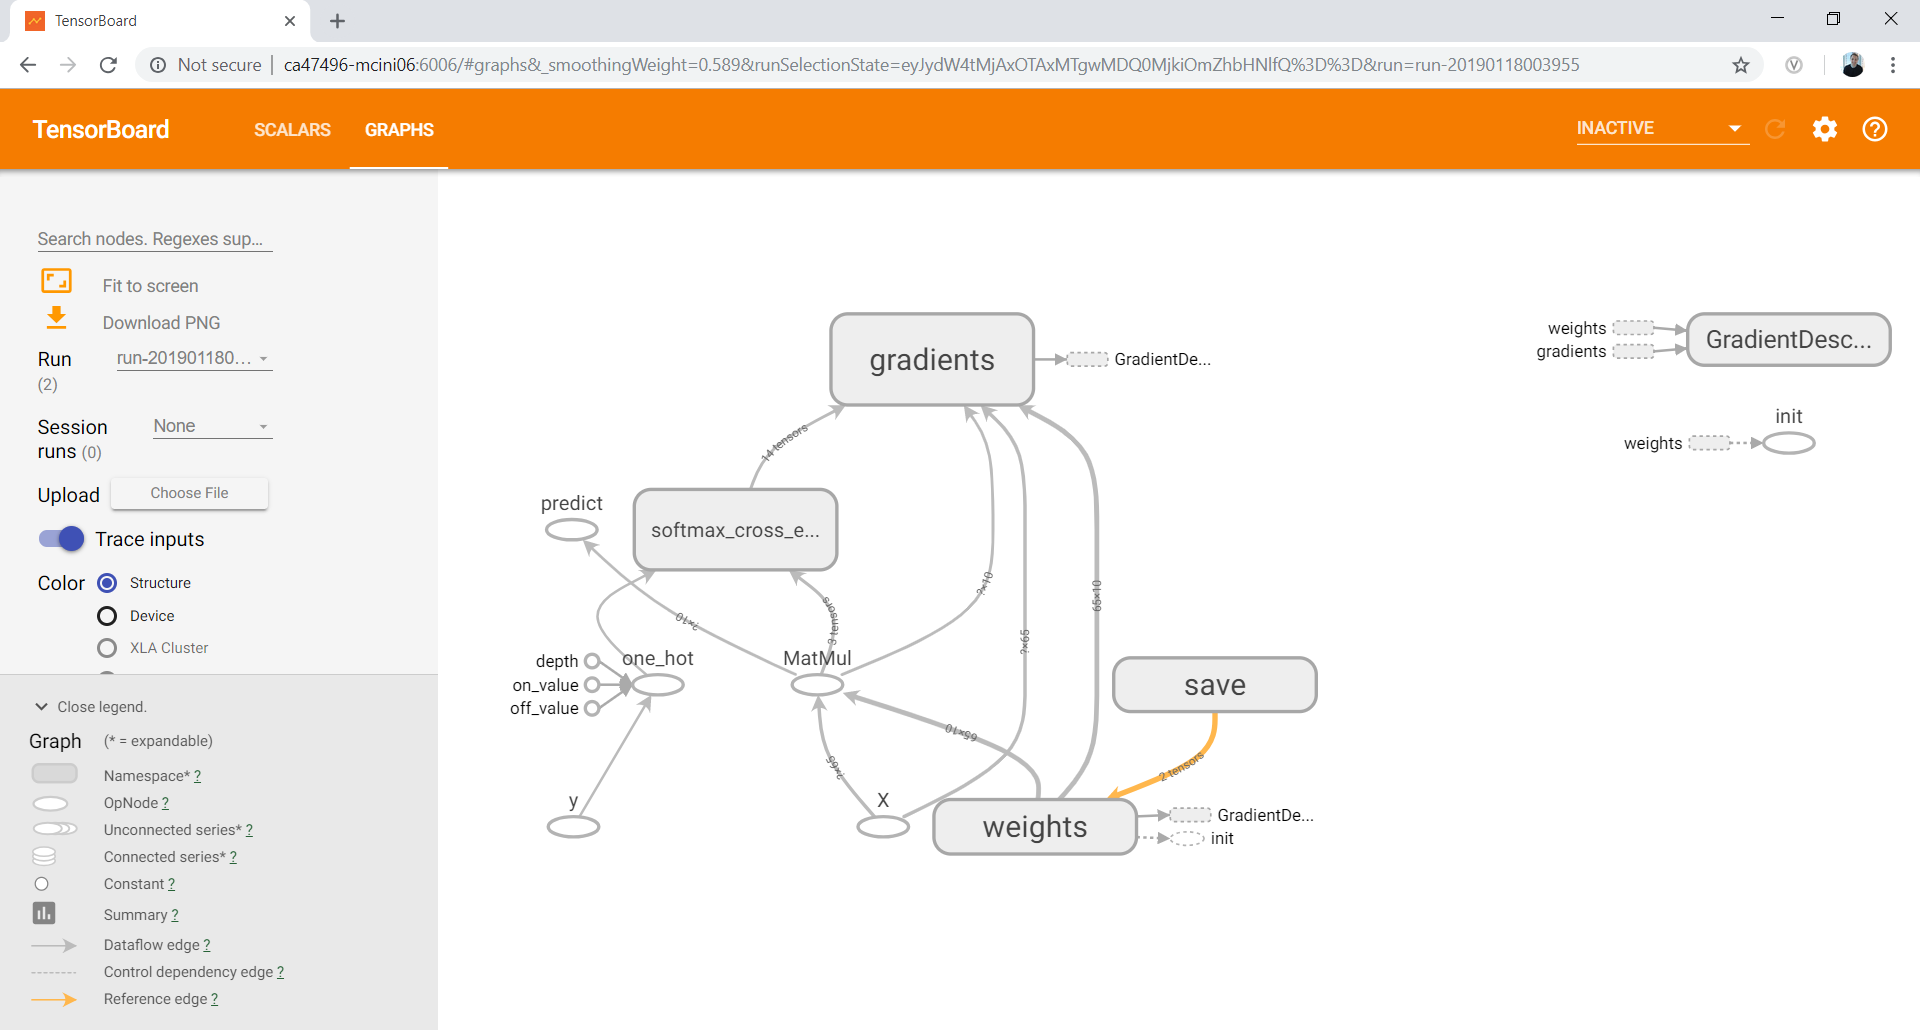 TensorBoard
Not secure
ca47496-mcini06:6006/#graphs&_smoothingWeight=0.589&runSelectionState=eyJydW4tMjAxOTAxMTgwMDQ0MjkiOmZhbHNlfQ%3D%3D&run=run-20190118003955
TensorBoard
SCALARS
GRAPHS
INACTIVE
Search nodes. Regexes sup...
Fit to screen
Download PNG
Run
(2)
run-201901180...
Session
runs (0)
None
Upload
Choose File
Trace inputs
Color
Structure
Device
XLA Cluster
Close legend.
Graph
(* = expandable)
Namespace* ?
OpNode ?
Unconnected series* ?
Connected series* ?
Constant ?
Summary ?
Dataflow edge ?
Control dependency edge ?
Reference edge ?
gradients
GradientDe...
14 tensors
predict
softmax_cross_e...
?×10
3 tensors
?×10
?×65
65×10
depth
on_value
off_value
one_hot
MatMul
save
65×10
?×65
2 tensors
y
X
weights
GradientDe...
init
weights
gradients
GradientDesc...
init
weights